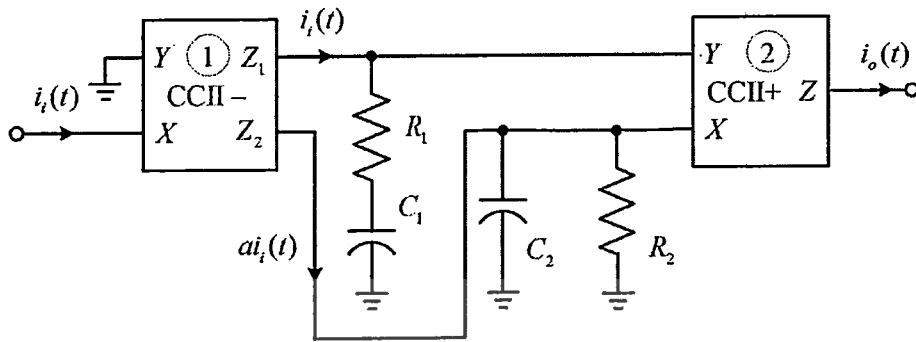 i_i(t)
Y 1 Z_1
CCII −
X Z_2
i_i(t)
ai_i(t)
R_1
C_1
C_2
R_2
Y 2
CCII+ Z
X
i_o(t)